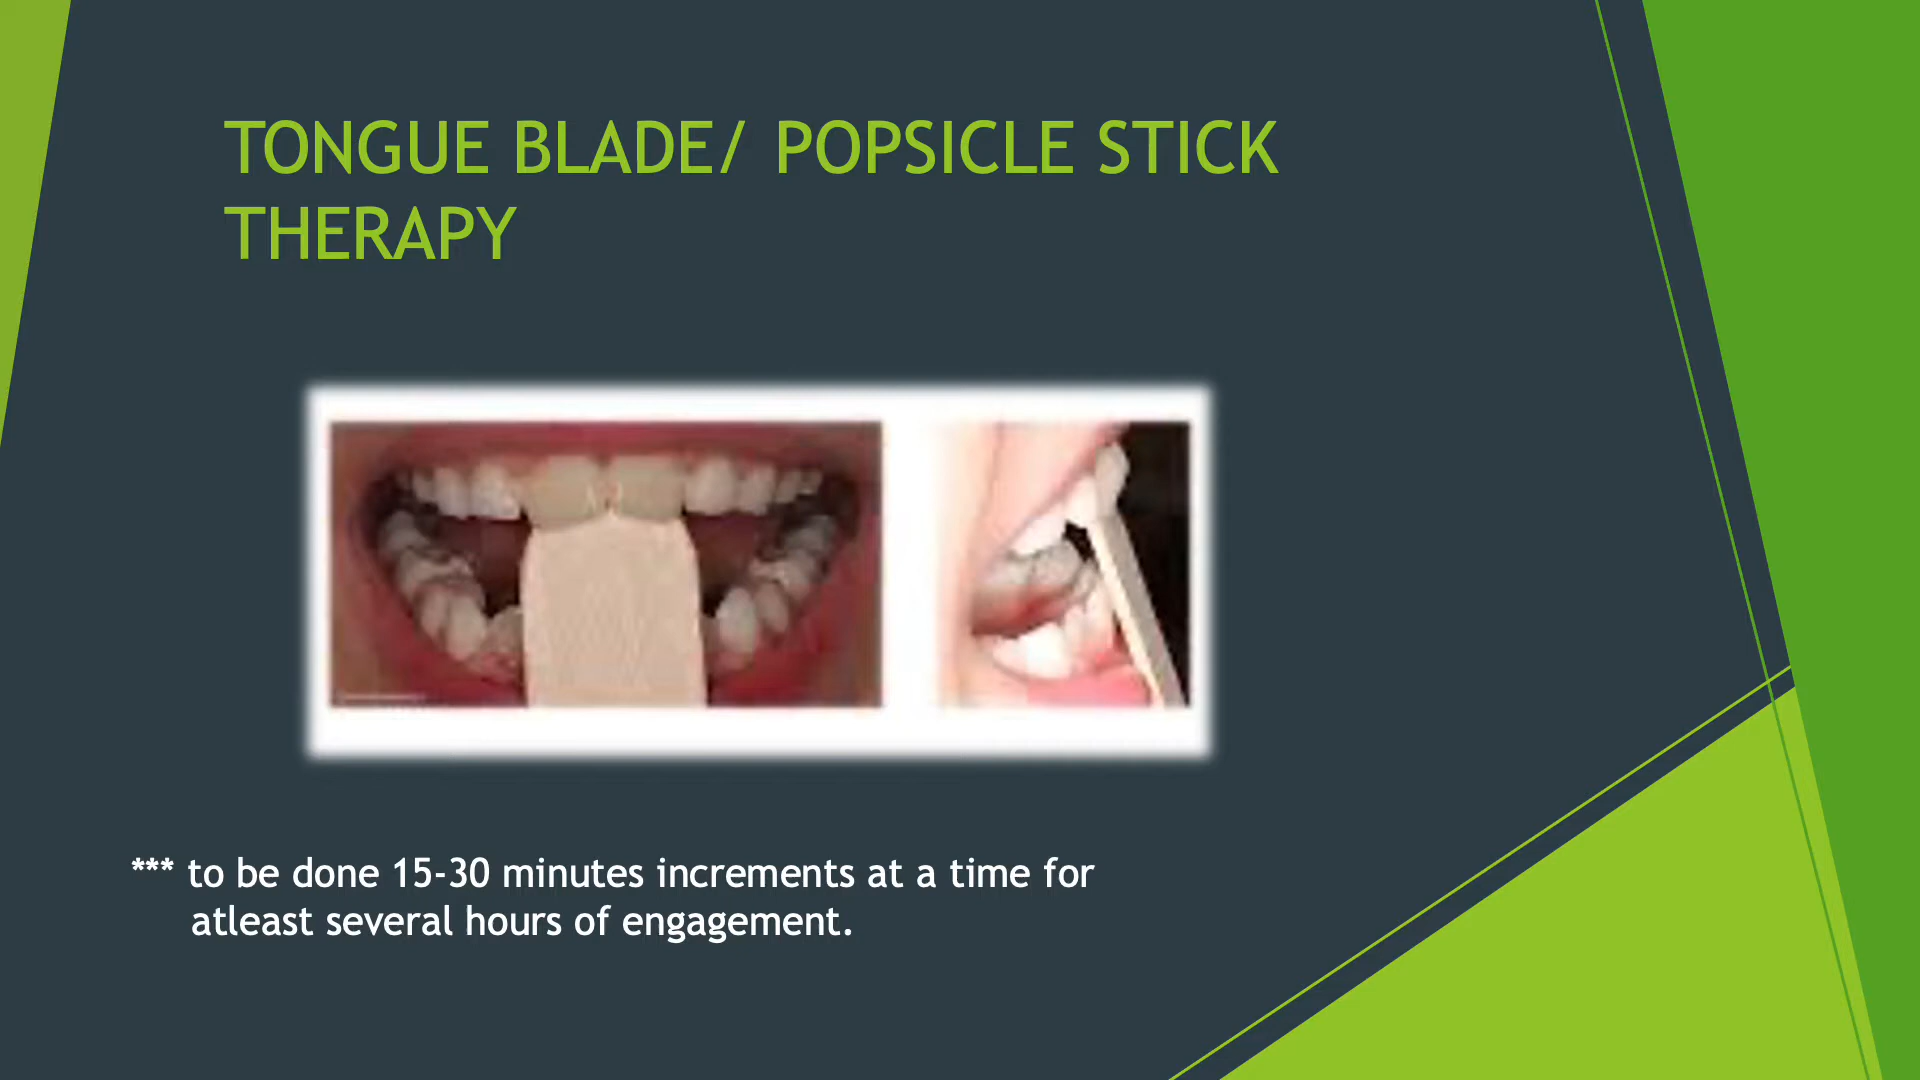 TONGUE BLADE/ POPSICLE STICK
THERAPY
*** to be done 15-30 minutes increments at a time for
atleast several hours of engagement.